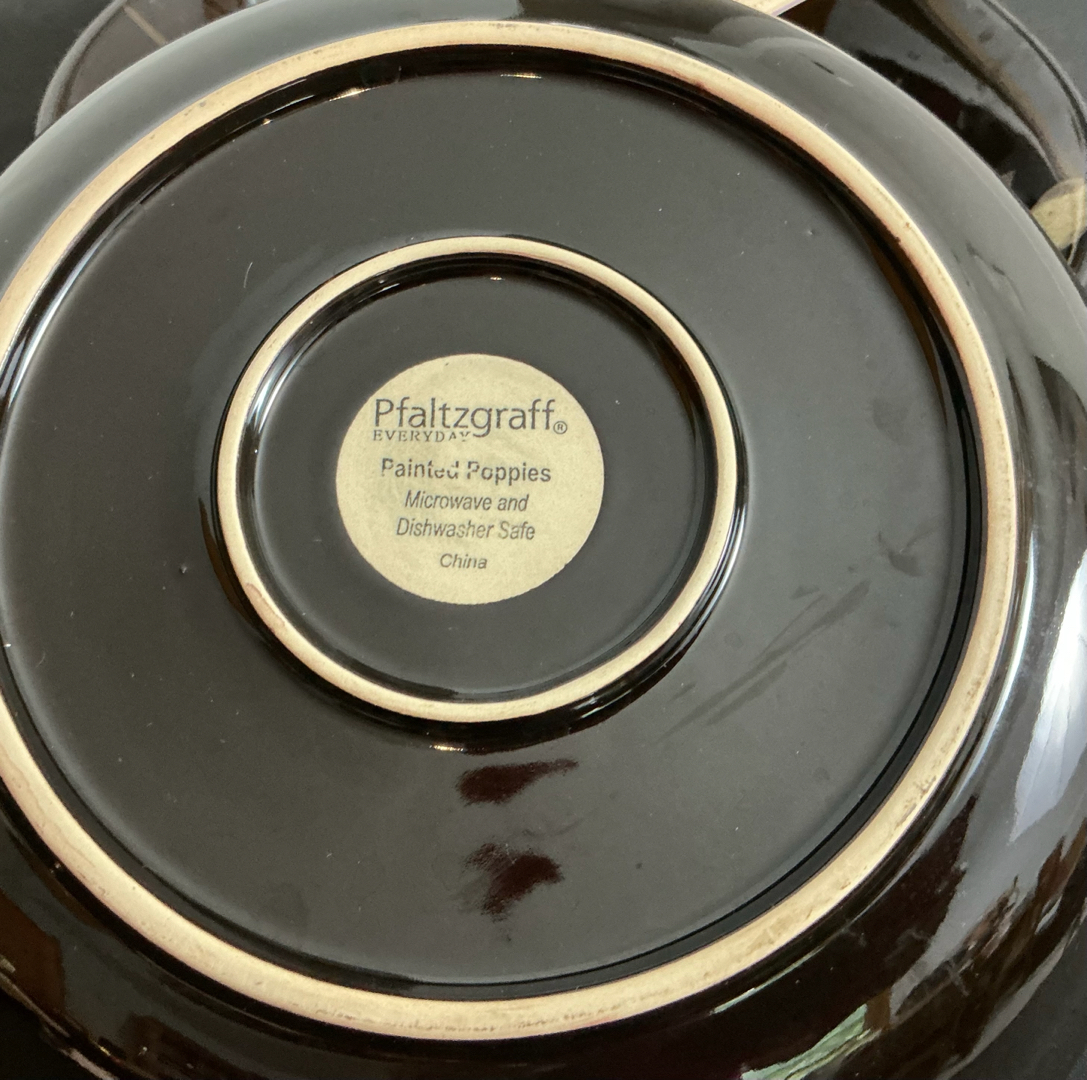 Pfaltzgraff®
EVERYDAY
Painted Poppies
Microwave and
Dishwasher Safe
China